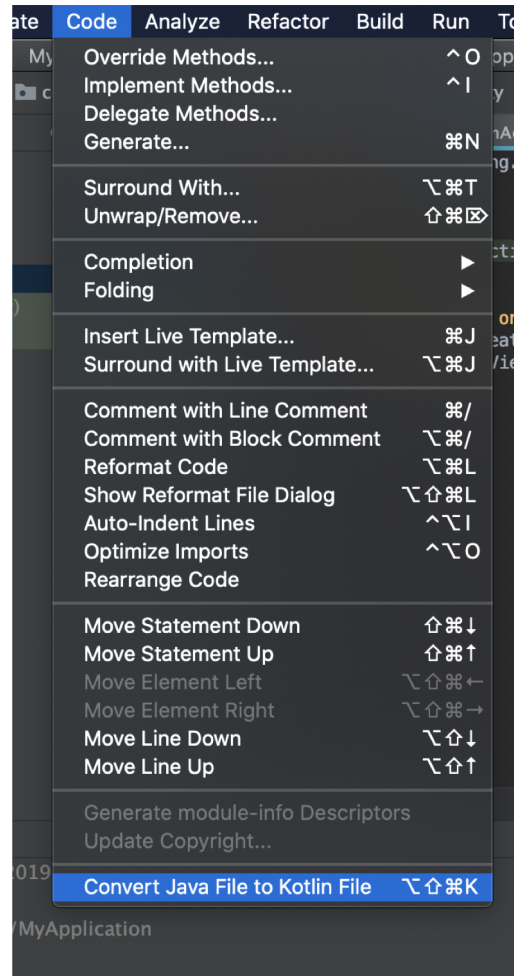 ate Code Analyze Refactor Build Run To
My
Override Methods... ^O
Implement Methods... ^I
Delegate Methods...
Generate... ⌘N
Surround With... ⌥⌘T
Unwrap/Remove... ⇧⌘⌦
Completion ▶
Folding ▶
Insert Live Template... ⌘J
Surround with Live Template... ⌥⌘J
Comment with Line Comment ⌘/
Comment with Block Comment ⌥⌘/
Reformat Code ⌥⌘L
Show Reformat File Dialog ⌥⇧⌘L
Auto-Indent Lines ^⌥I
Optimize Imports ^⌥O
Rearrange Code
Move Statement Down ⇧⌘↓
Move Statement Up ⇧⌘↑
Move Element Left ⌥⇧⌘←
Move Element Right ⌥⇧⌘→
Move Line Down ⌥⇧↓
Move Line Up ⌥⇧↑
Generate module-info Descriptors
Update Copyright...
2019
Convert Java File to Kotlin File ⌥⇧⌘K
/MyApplication